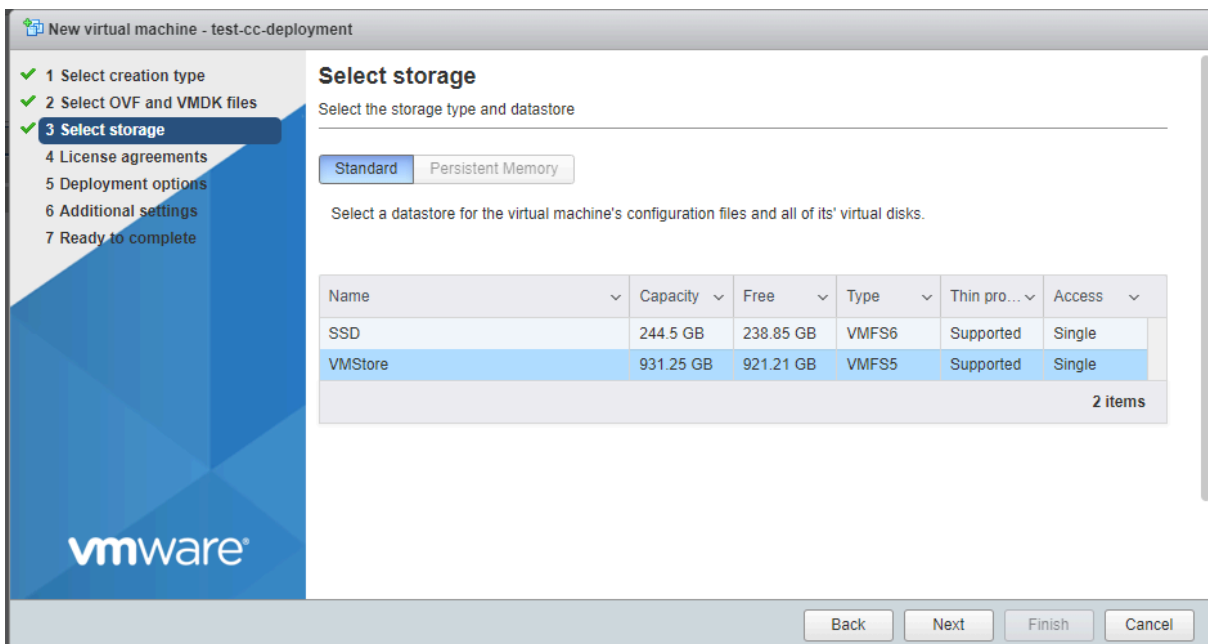 New virtual machine - test-cc-deployment
1 Select creation type
2 Select OVF and VMDK files
3 Select storage
4 License agreements
5 Deployment options
6 Additional settings
7 Ready to complete
vmware®
Select storage
Select the storage type and datastore
Standard Persistent Memory
Select a datastore for the virtual machine's configuration files and all of its' virtual disks.
Name Capacity Free Type Thin pro... Access
SSD 244.5 GB 238.85 GB VMFS6 Supported Single
VMStore 931.25 GB 921.21 GB VMFS5 Supported Single
2 items
Back Next Finish Cancel